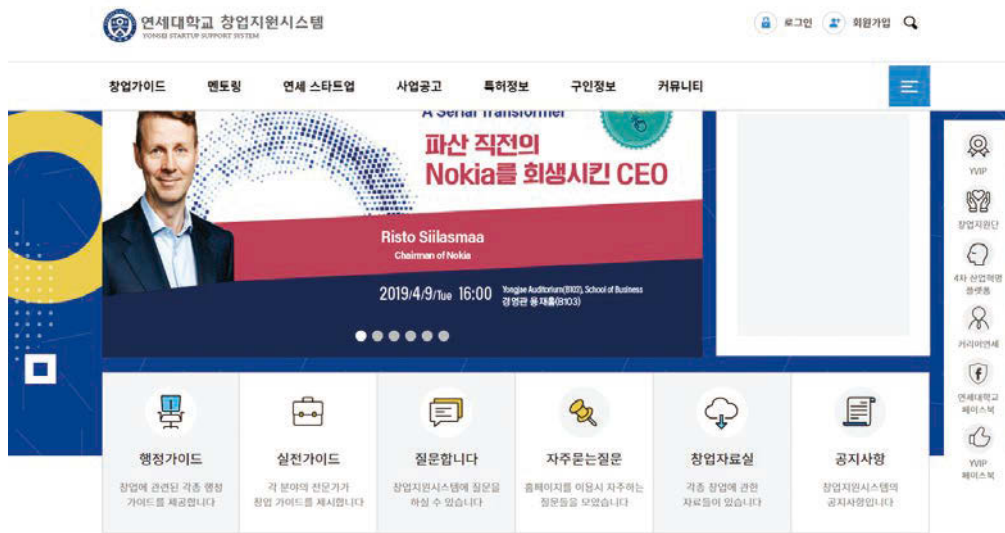 연세대학교 창업지원시스템
YONSEI STARTUP SUPPORT SYSTEM
로그인 회원가입
창업가이드 멘토링 연세 스타트업 사업공고 특허정보 구인정보 커뮤니티
A Serial Transformer
파산 직전의
Nokia를 회생시킨 CEO
Risto Siilasmaa
Chairman of Nokia
2019/4/9/Tue 16:00 Yongjae Auditorium(B103), School of Business
경영관 용재홀(B103)
YVIP
창업지원단
4차 산업혁명
플랫폼
커리어연세
연세대학교
페이스북
YVIP
페이스북
행정가이드
창업에 관련된 각종 행정
가이드를 제공합니다
실전가이드
각 분야의 전문가가
창업 가이드를 제시합니다
질문합니다
창업지원시스템에 질문을
하실 수 있습니다
자주묻는질문
홈페이지를 이용시 자주하는
질문들을 모았습니다
창업자료실
각종 창업에 관한
자료들이 있습니다
공지사항
창업지원시스템의
공지사항입니다